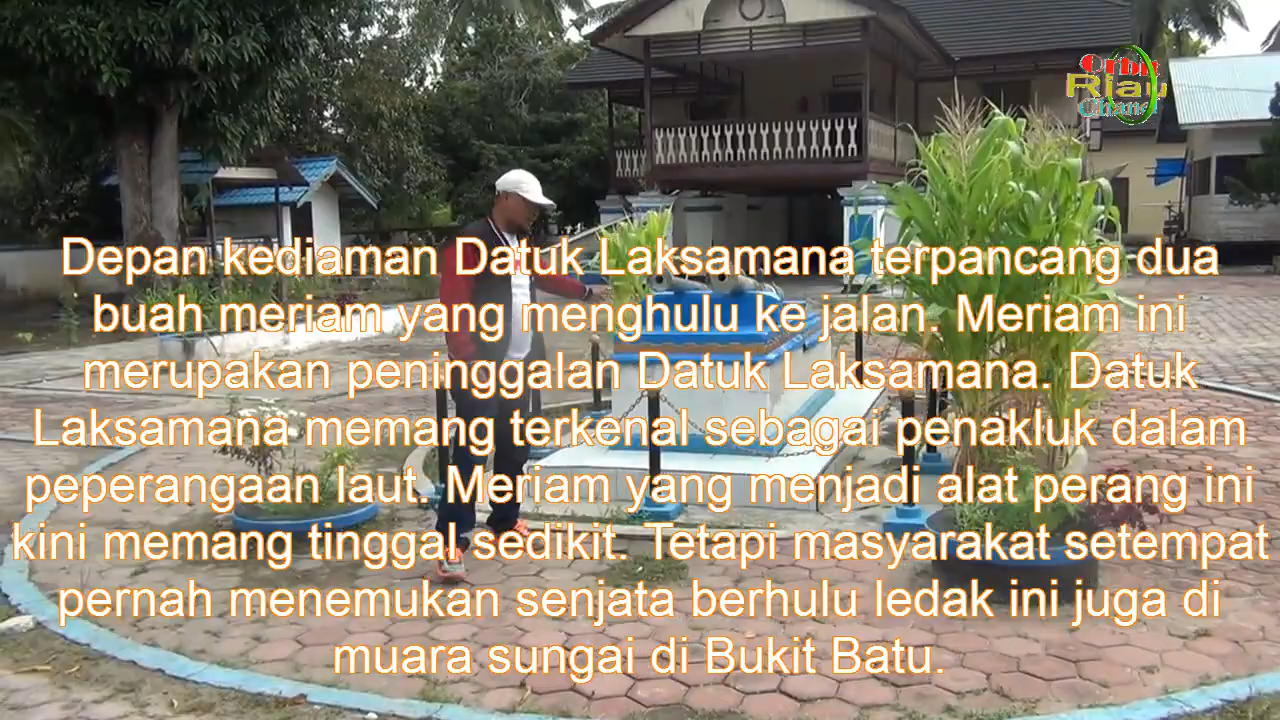 Orbit
Riau
Chanel
Depan kediaman Datuk Laksamana terpancang dua
buah meriam yang menghulu ke jalan. Meriam ini
merupakan peninggalan Datuk Laksamana. Datuk
Laksamana memang terkenal sebagai penakluk dalam
peperangaan laut. Meriam yang menjadi alat perang ini
kini memang tinggal sedikit. Tetapi masyarakat setempat
pernah menemukan senjata berhulu ledak ini juga di
muara sungai di Bukit Batu.